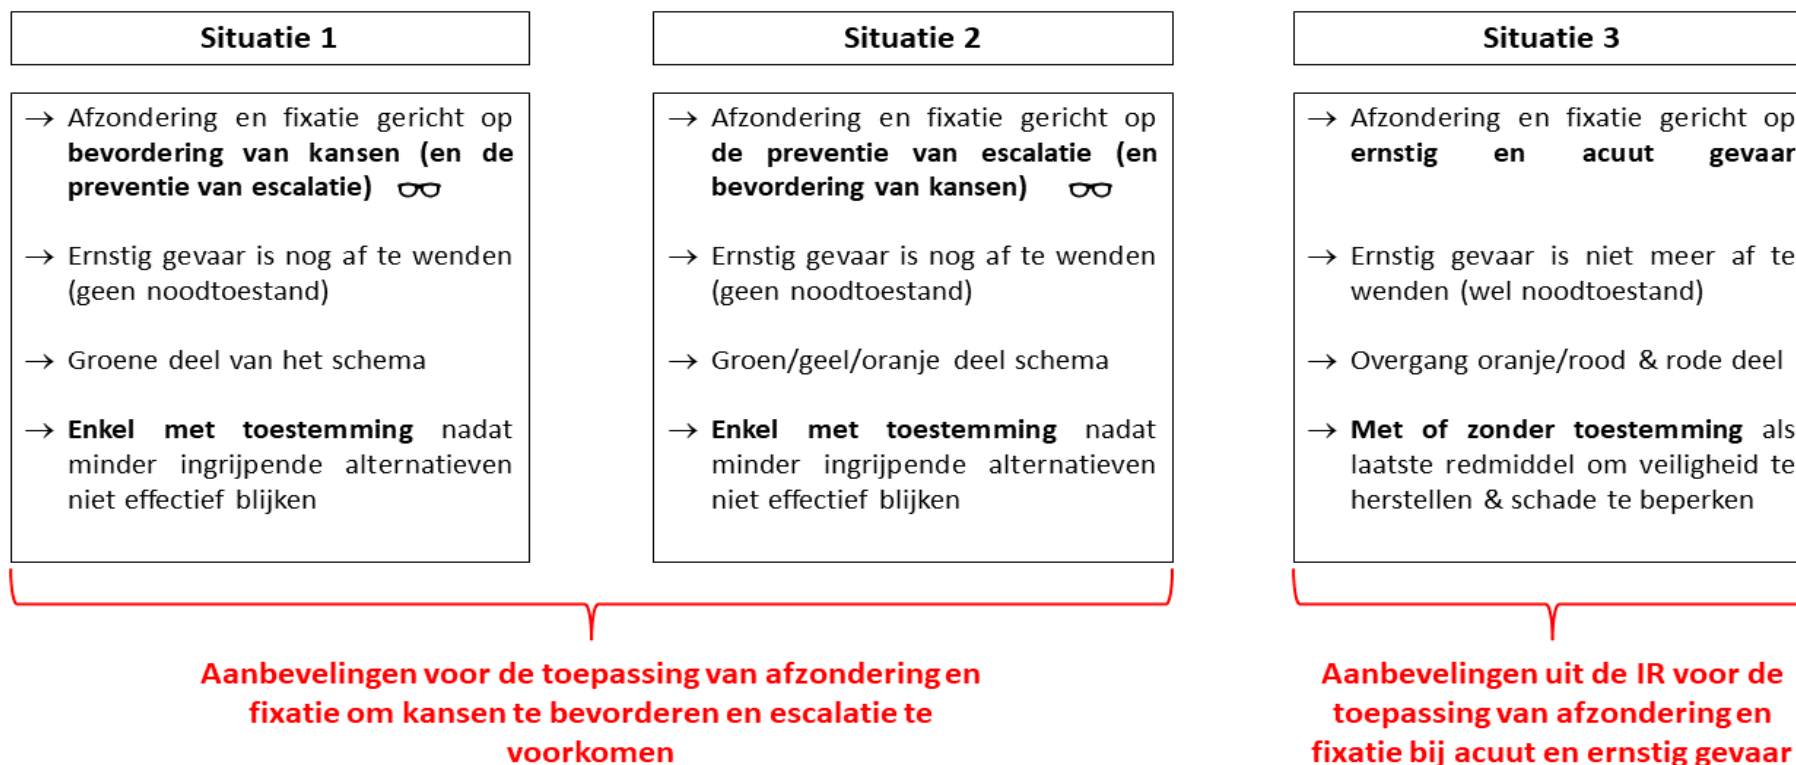 Situatie 1
→ Afzondering en fixatie gericht op
bevordering van kansen (en de
preventie van escalatie)
→ Ernstig gevaar is nog af te wenden
(geen noodtoestand)
→ Groene deel van het schema
→ Enkel met toestemming nadat
minder ingrijpende alternatieven
niet effectief blijken
Situatie 2
→ Afzondering en fixatie gericht op
de preventie van escalatie (en
bevordering van kansen)
→ Ernstig gevaar is nog af te wenden
(geen noodtoestand)
→ Groen/geel/oranje deel schema
→ Enkel met toestemming nadat
minder ingrijpende alternatieven
niet effectief blijken
Situatie 3
→ Afzondering en fixatie gericht op
ernstig en acuut gevaar
→ Ernstig gevaar is niet meer af te
wenden (wel noodtoestand)
→ Overgang oranje/rood & rode deel
→ Met of zonder toestemming als
laatste redmiddel om veiligheid te
herstellen & schade te beperken
Aanbevelingen voor de toepassing van afzondering en
fixatie om kansen te bevorderen en escalatie te
voorkomen
Aanbevelingen uit de IR voor de
toepassing van afzondering en
fixatie bij acuut en ernstig gevaar